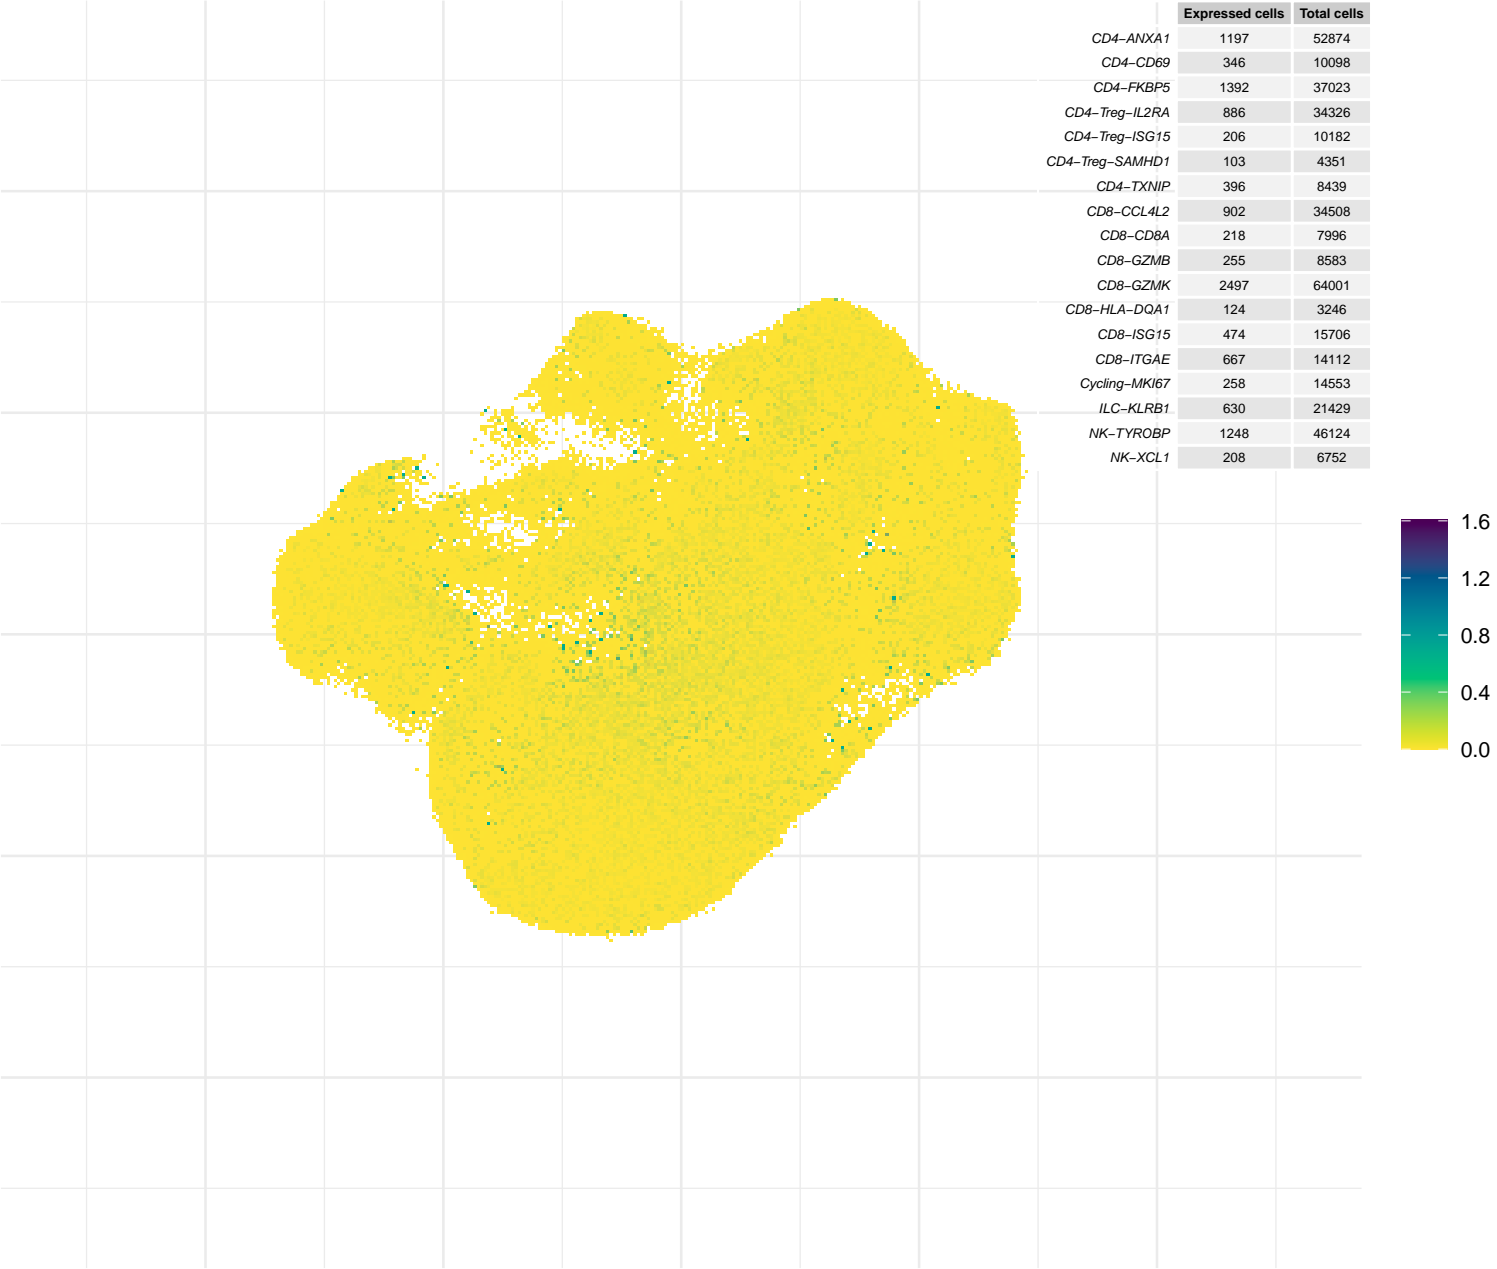 Expressed cells Total cells
CD4−ANXA1 1197 52874
CD4−CD69 346 10098
CD4−FKBP5 1392 37023
CD4−Treg−IL2RA 886 34326
CD4−Treg−ISG15 206 10182
CD4−Treg−SAMHD1 103 4351
CD4−TXNIP 396 8439
CD8−CCL4L2 902 34508
CD8−CD8A 218 7996
CD8−GZMB 255 8583
CD8−GZMK 2497 64001
CD8−HLA−DQA1 124 3246
CD8−ISG15 474 15706
CD8−ITGAE 667 14112
Cycling−MKI67 258 14553
ILC−KLRB1 630 21429
NK−TYROBP 1248 46124
NK−XCL1 208 6752
1.6
1.2
0.8
0.4
0.0